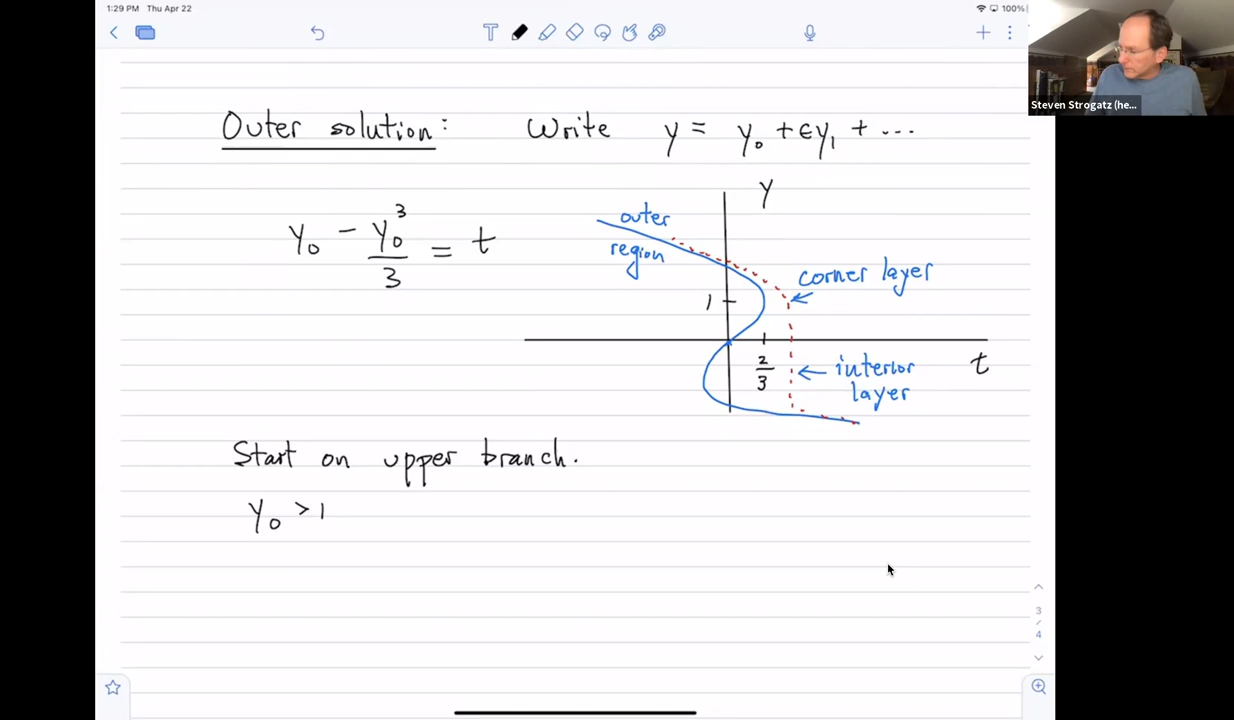 1:29 PM Thu Apr 22
100%
Steven Strogatz (he...
Outer solution: Write y = y₀ + ϵy₁ + ...
y
y₀ - y₀³/3 = t
outer
region
corner layer
1
2/3
t
interior
layer
Start on upper branch.
y₀ > 1
3
/
4